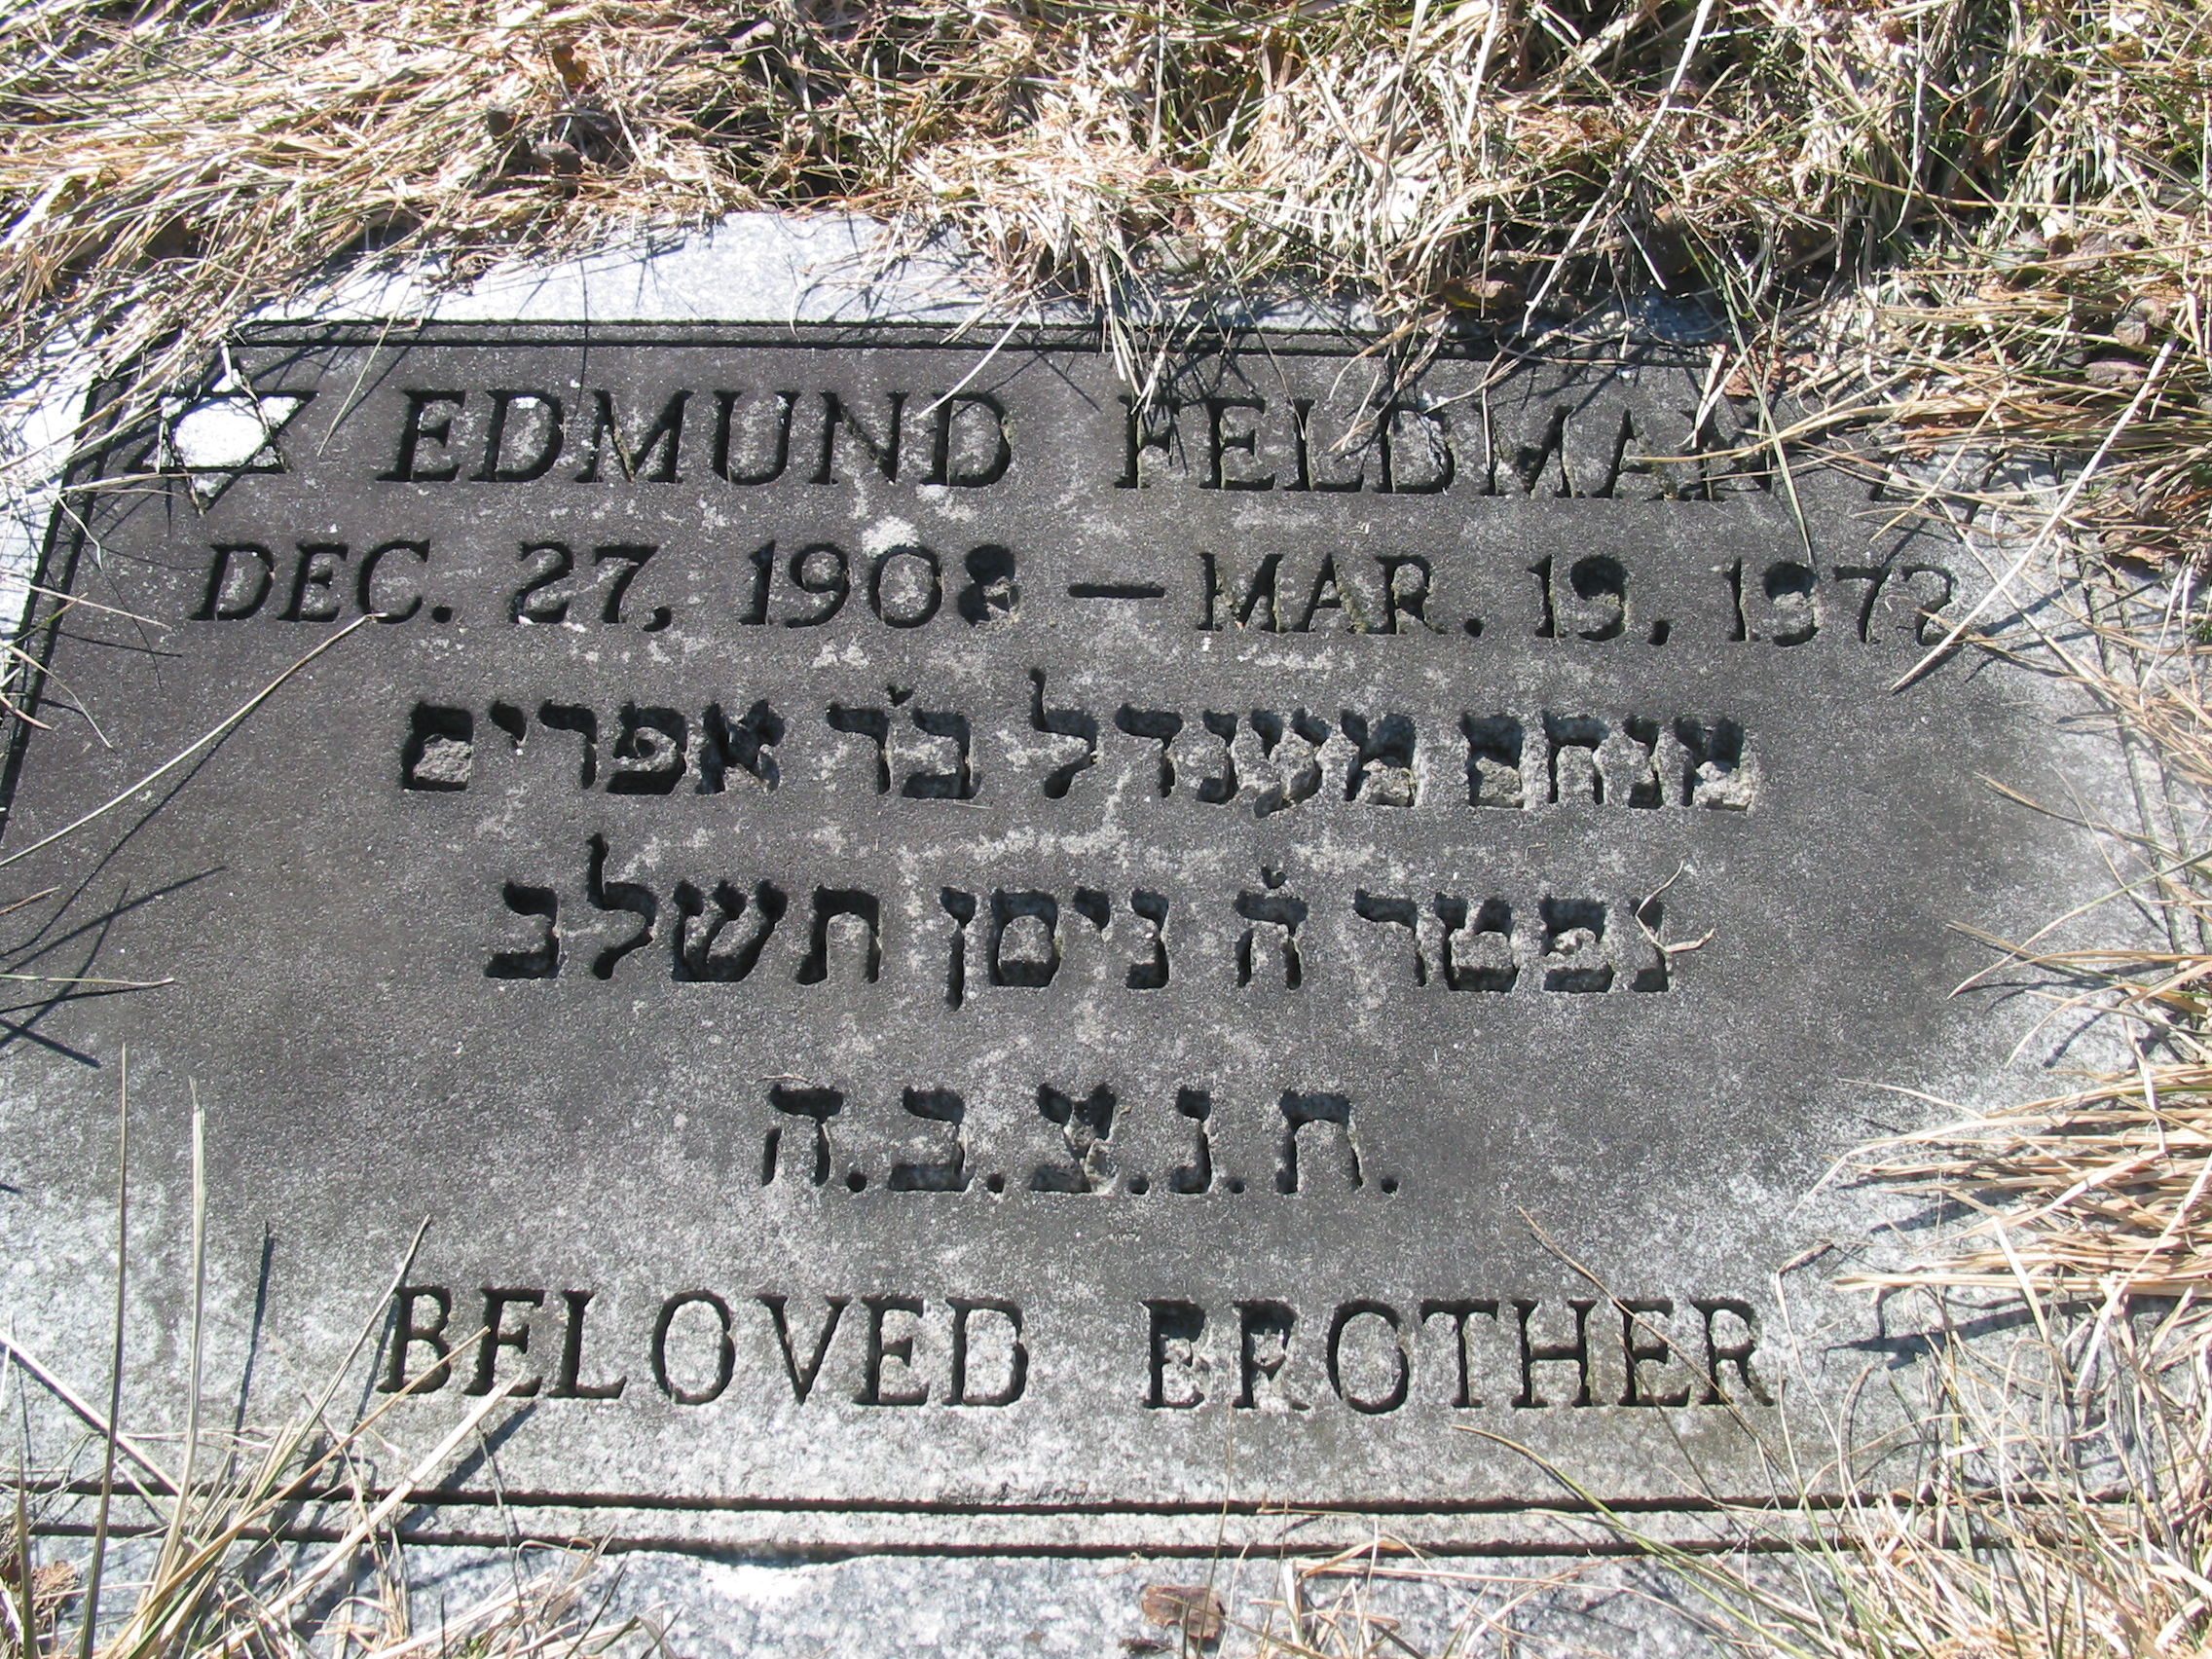 EDMUND FELDMAN
DEC. 27, 1908 — MAR. 19, 1972
מנחם מענדל ב'ר אפרים
נפטר ה' ניסן תשלב
.ת.נ.צ.ב.ה
BELOVED BROTHER